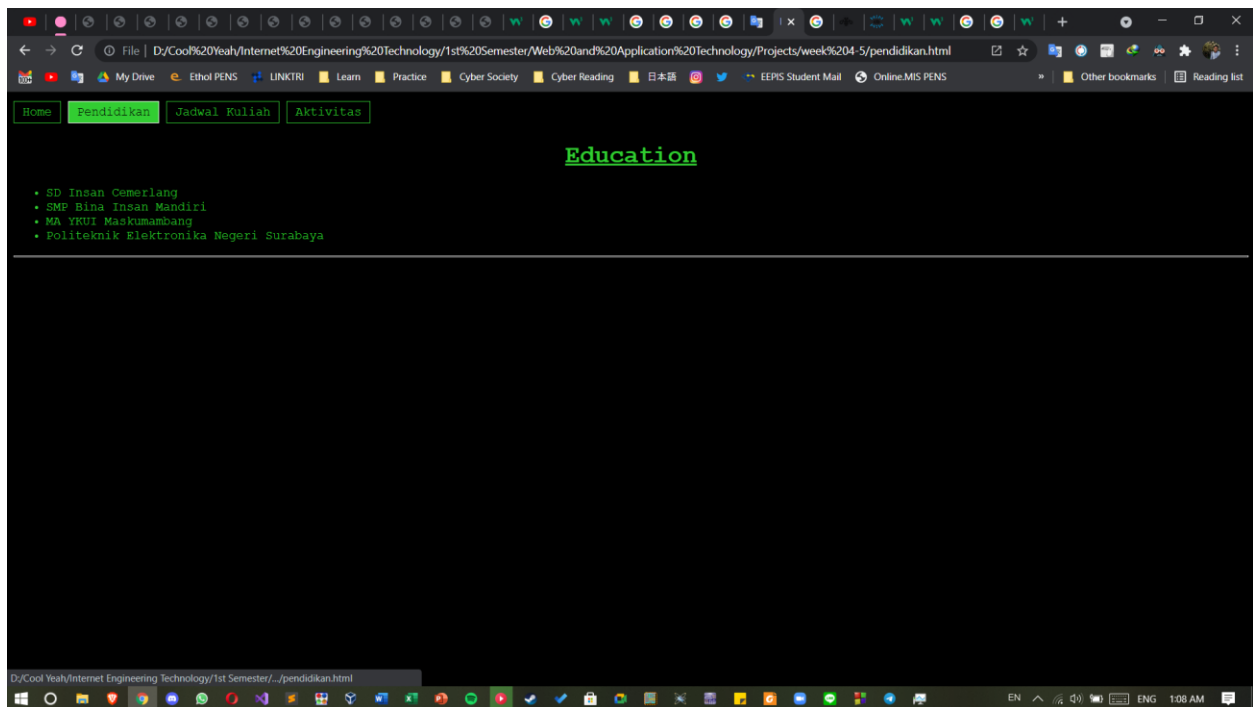 File | D:/Cool%20Yeah/Internet%20Engineering%20Technology/1st%20Semester/Web%20and%20Application%20Technology/Projects/week%204-5/pendidikan.html
My Drive Ethol PENS LINKTRI Learn Practice Cyber Society Cyber Reading 日本語 EEPIS Student Mail Online.MIS PENS » Other bookmarks Reading list
Home Pendidikan Jadwal Kuliah Aktivitas
Education
• SD Insan Cemerlang
• SMP Bina Insan Mandiri
• MA YKUI Maskumambang
• Politeknik Elektronika Negeri Surabaya
D:/Cool Yeah/Internet Engineering Technology/1st Semester/.../pendidikan.html
EN ENG 1:08 AM